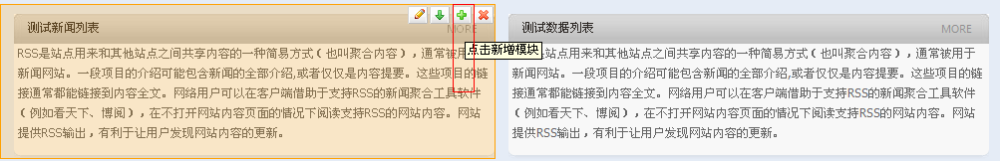 测试新闻列表
MORE
点击新增模块
RSS是站点用来和其他站点之间共享内容的一种简易方式（也叫聚合内容），通常被用
新闻网站。一段项目的介绍可能包含新闻的全部介绍,或者仅仅是内容提要。这些项目的链
接通常都能链接到内容全文。网络用户可以在客户端借助于支持RSS的新闻聚合工具软件
（例如看天下、博阅），在不打开网站内容页面的情况下阅读支持RSS的网站内容。网站
提供RSS输出，有利于让用户发现网站内容的更新。
测试数据列表
MORE
站点用来和其他站点之间共享内容的一种简易方式（也叫聚合内容），通常被用于
新闻网站。一段项目的介绍可能包含新闻的全部介绍,或者仅仅是内容提要。这些项目的链
接通常都能链接到内容全文。网络用户可以在客户端借助于支持RSS的新闻聚合工具软件
（例如看天下、博阅），在不打开网站内容页面的情况下阅读支持RSS的网站内容。网站
提供RSS输出，有利于让用户发现网站内容的更新。